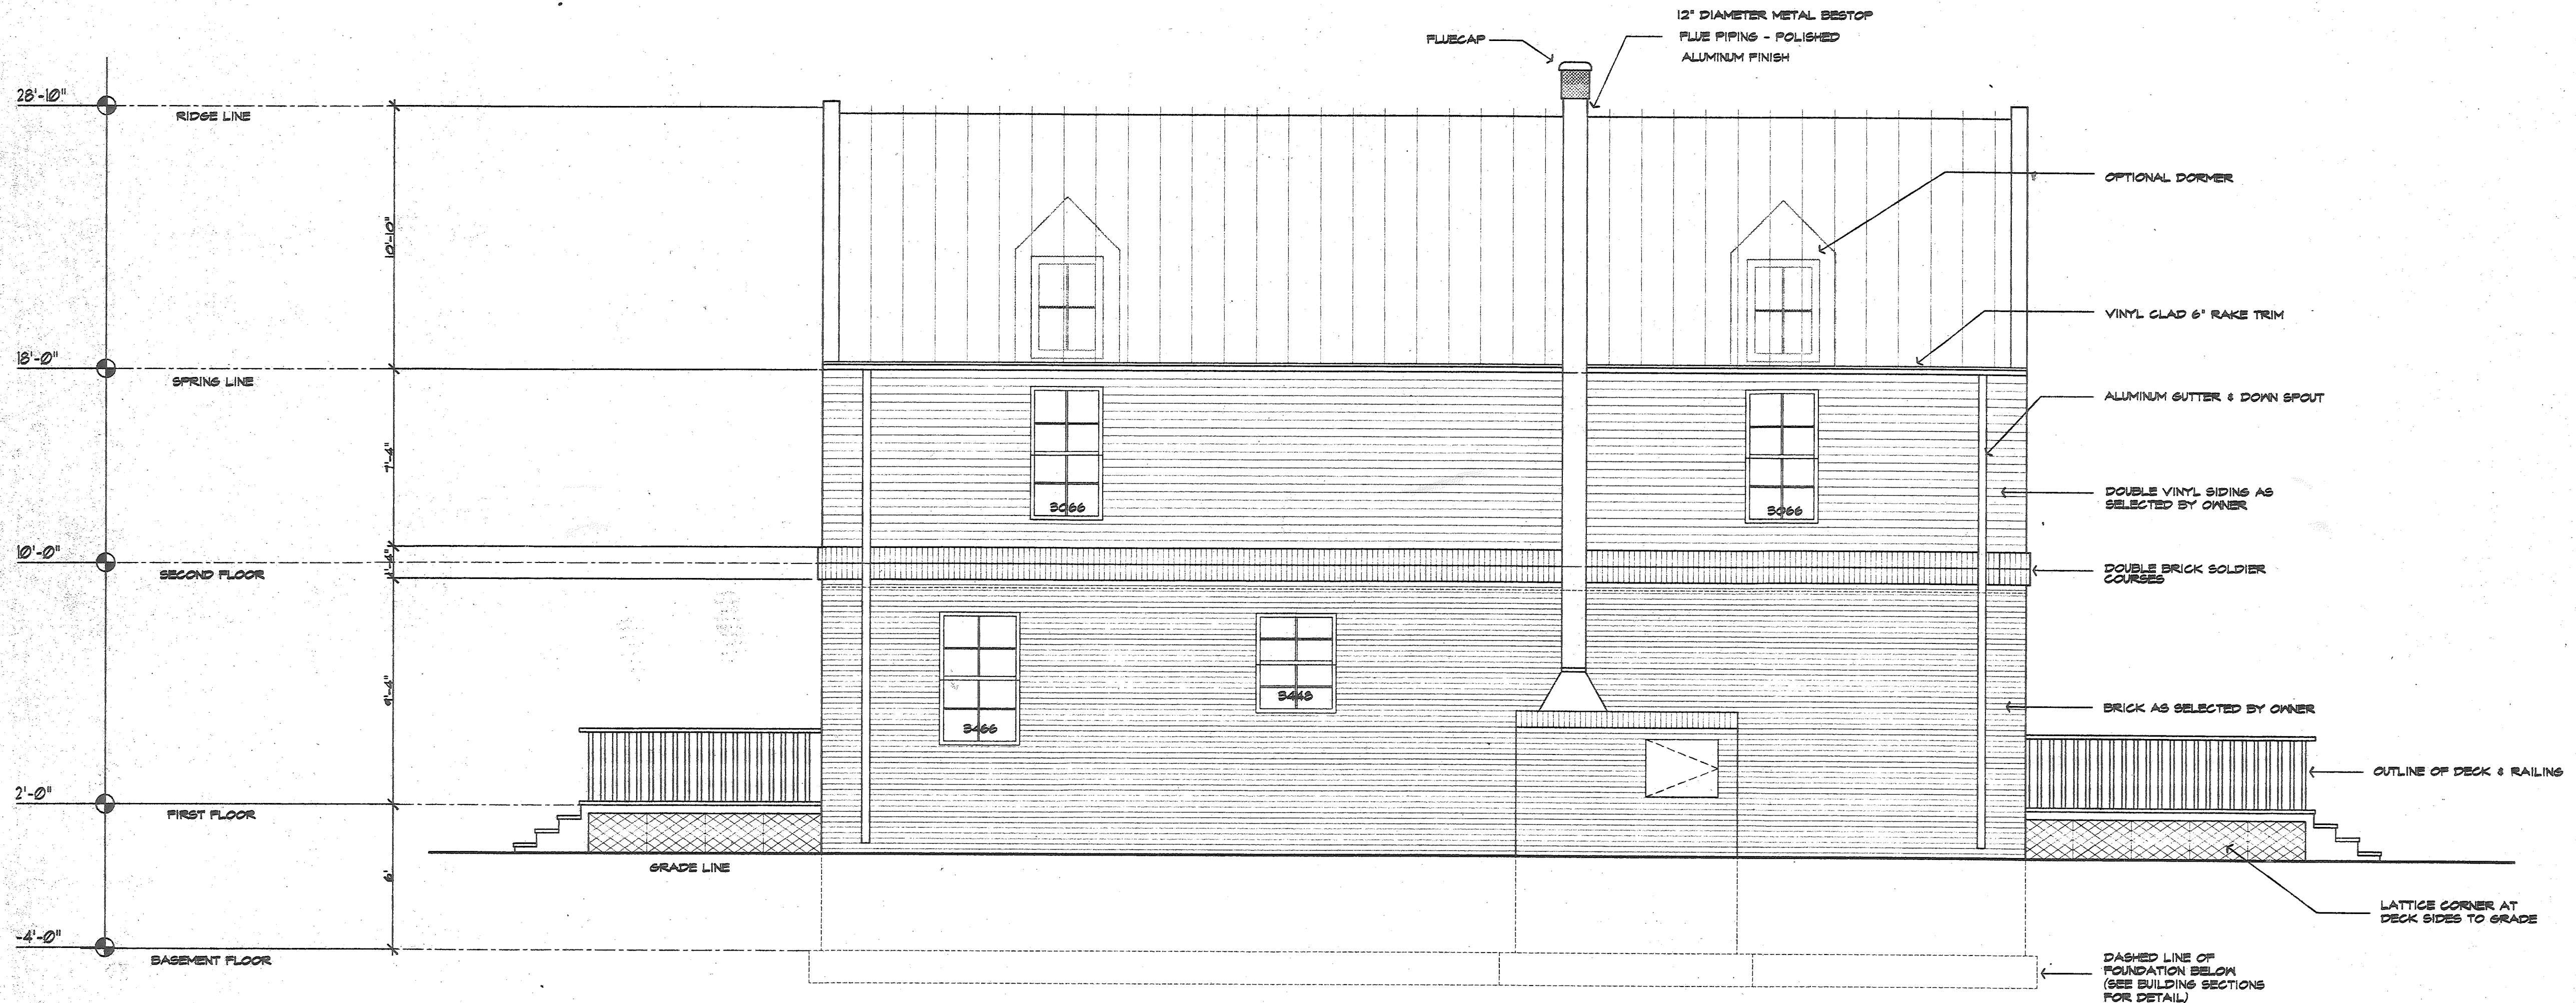 12" DIAMETER METAL BESTOP
FLUE PIPING - POLISHED
ALUMINUM FINISH
FLUECAP
28'-10"
RIDGE LINE
10'-10"
OPTIONAL DORMER
VINYL CLAD 6" RAKE TRIM
18'-0"
SPRING LINE
ALUMINUM GUTTER & DOWN SPOUT
7'-4"
DOUBLE VINYL SIDING AS
SELECTED BY OWNER
3066
3066
10'-0"
SECOND FLOOR
1'-4"
DOUBLE BRICK SOLDIER
COURSES
9'-4"
3448
3466
BRICK AS SELECTED BY OWNER
OUTLINE OF DECK & RAILING
2'-0"
FIRST FLOOR
GRADE LINE
6'
LATTICE CORNER AT
DECK SIDES TO GRADE
-4'-0"
BASEMENT FLOOR
DASHED LINE OF
FOUNDATION BELOW
(SEE BUILDING SECTIONS
FOR DETAIL)